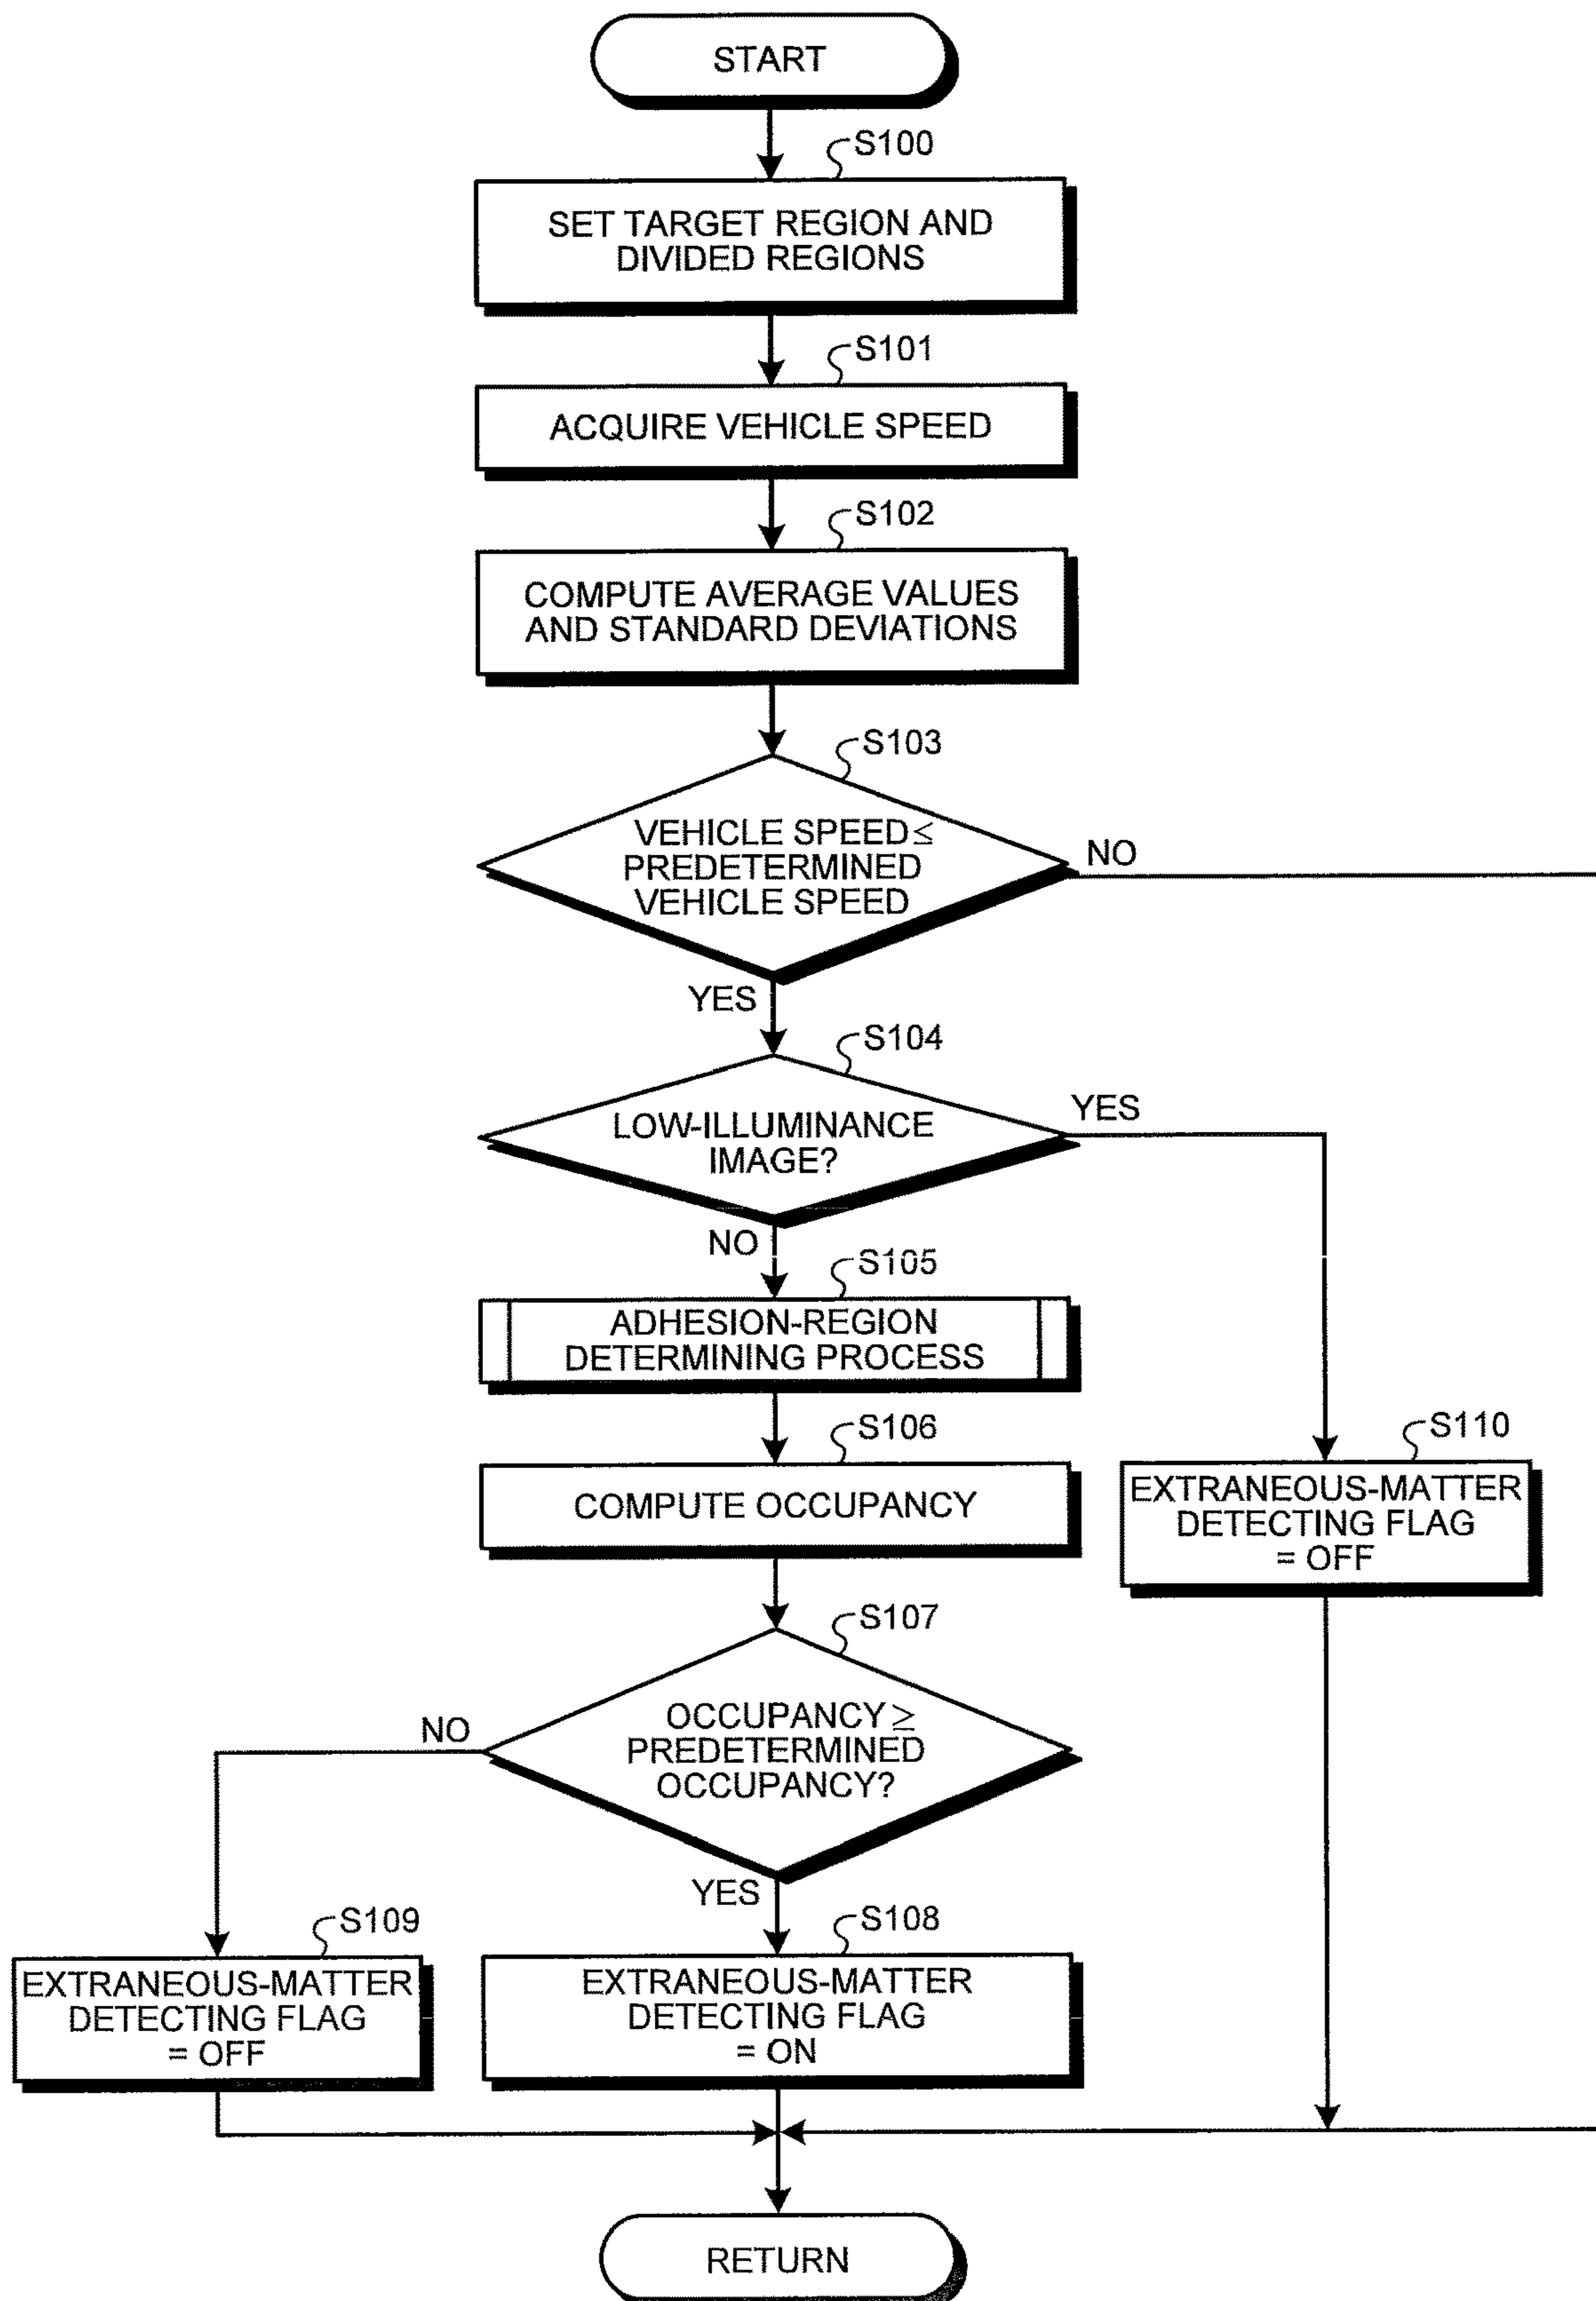 START
S100
SET TARGET REGION AND
DIVIDED REGIONS
S101
ACQUIRE VEHICLE SPEED
S102
COMPUTE AVERAGE VALUES
AND STANDARD DEVIATIONS
S103
VEHICLE SPEED≤
PREDETERMINED
VEHICLE SPEED
NO
YES
S104
LOW-ILLUMINANCE
IMAGE?
YES
NO
S105
ADHESION-REGION
DETERMINING PROCESS
S106
COMPUTE OCCUPANCY
S110
EXTRANEOUS-MATTER
DETECTING FLAG
= OFF
S107
OCCUPANCY≥
PREDETERMINED
OCCUPANCY?
NO
YES
S109
EXTRANEOUS-MATTER
DETECTING FLAG
= OFF
S108
EXTRANEOUS-MATTER
DETECTING FLAG
= ON
RETURN